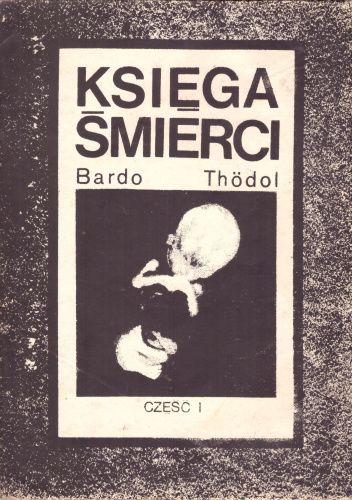 KSIĘGA
ŚMIERCI
Bardo Thödol
CZESC I